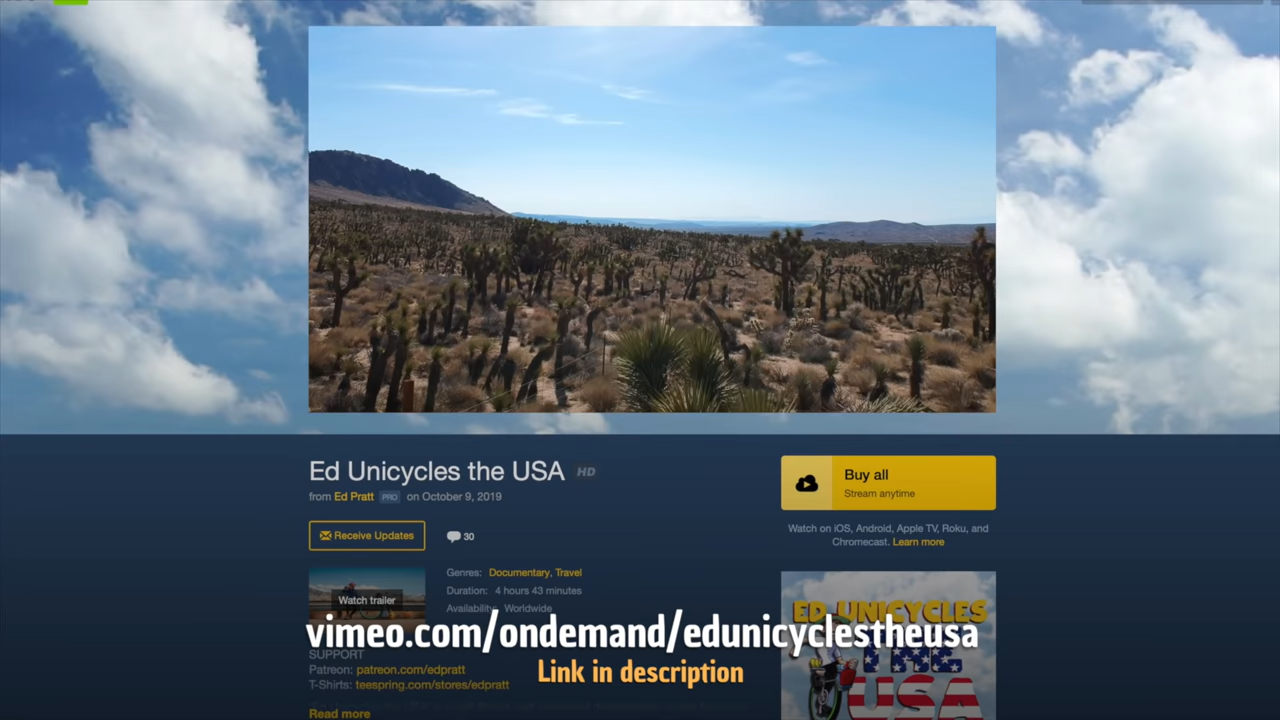 Ed Unicycles the USA HD
from Ed Pratt PRO on October 9, 2019
Receive Updates
30
Watch trailer
Genres: Documentary, Travel
Duration: 4 hours 43 minutes
Availability: Worldwide
vimeo.com/ondemand/edunicyclestheusa
Link in description
SUPPORT
Patreon: patreon.com/edpratt
T-Shirts: teespring.com/stores/edpratt
Read more
Buy all
Stream anytime
Watch on iOS, Android, Apple TV, Roku, and
Chromecast. Learn more
ED UNICYCLES
THE
USA